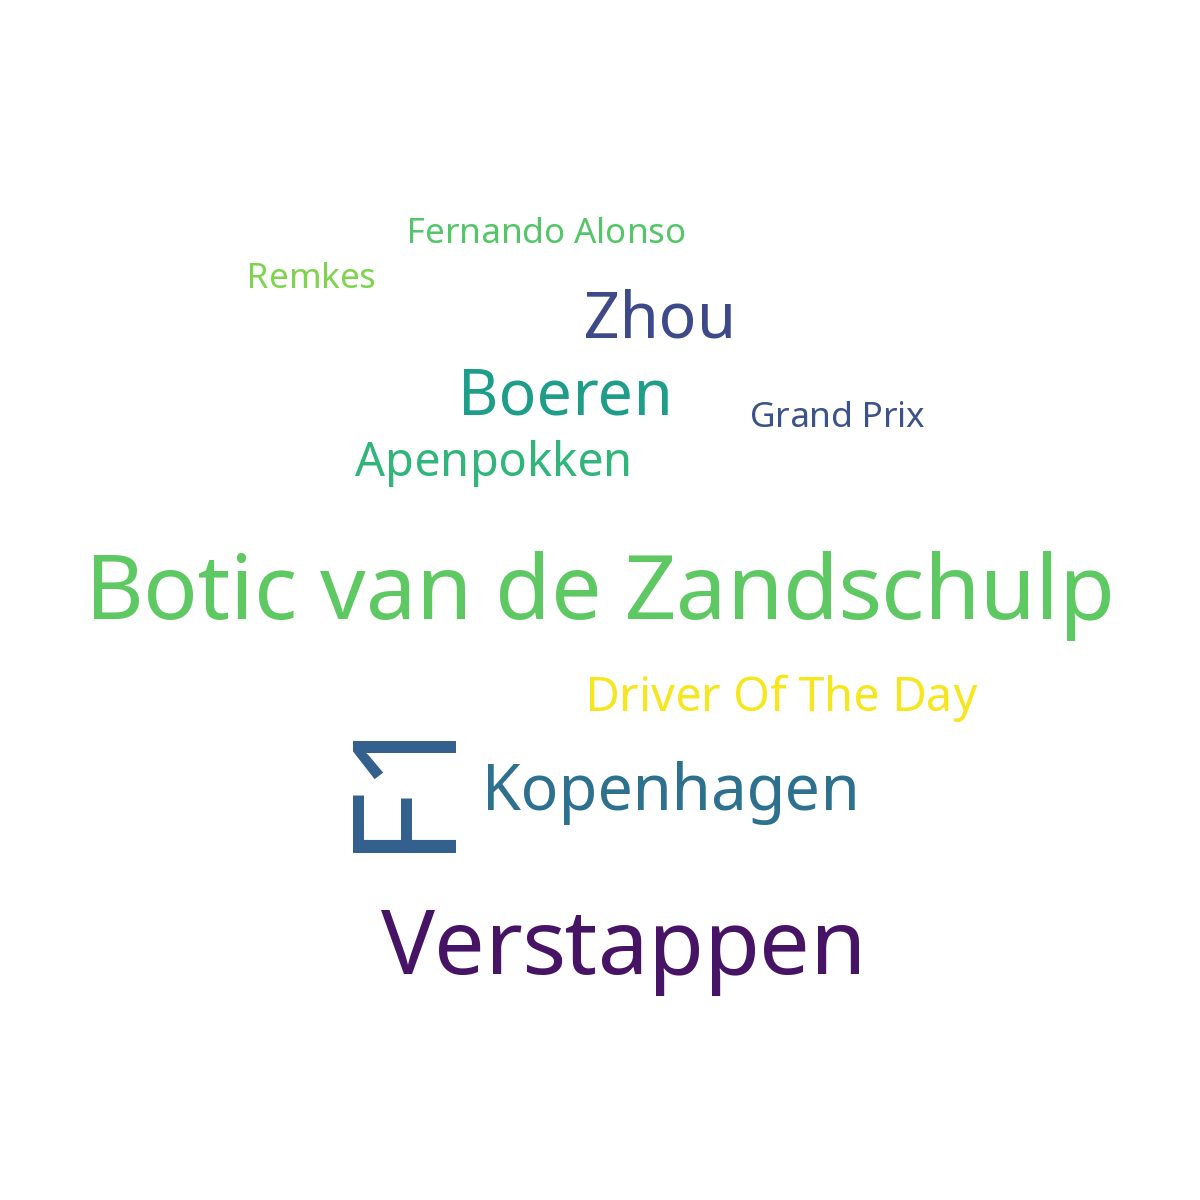 Fernando Alonso
Remkes
Zhou
Boeren
Grand Prix
Apenpokken
Botic van de Zandschulp
Driver Of The Day
F1
Kopenhagen
Verstappen